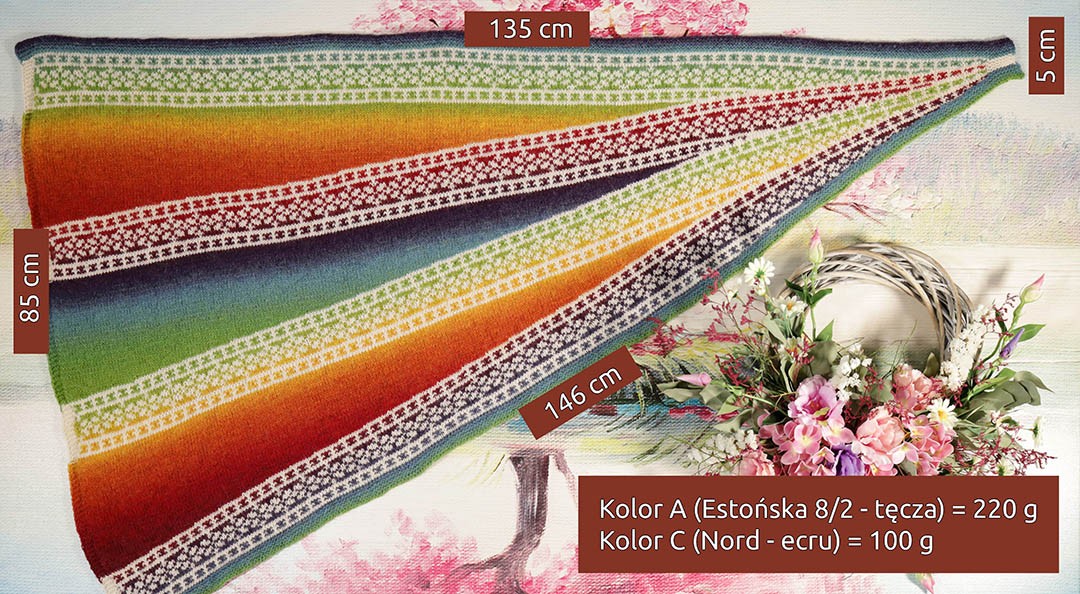 135 cm
5 cm
85 cm
146 cm
Kolor A (Estońska 8/2 - tęcza) = 220 g
Kolor C (Nord - ecru) = 100 g